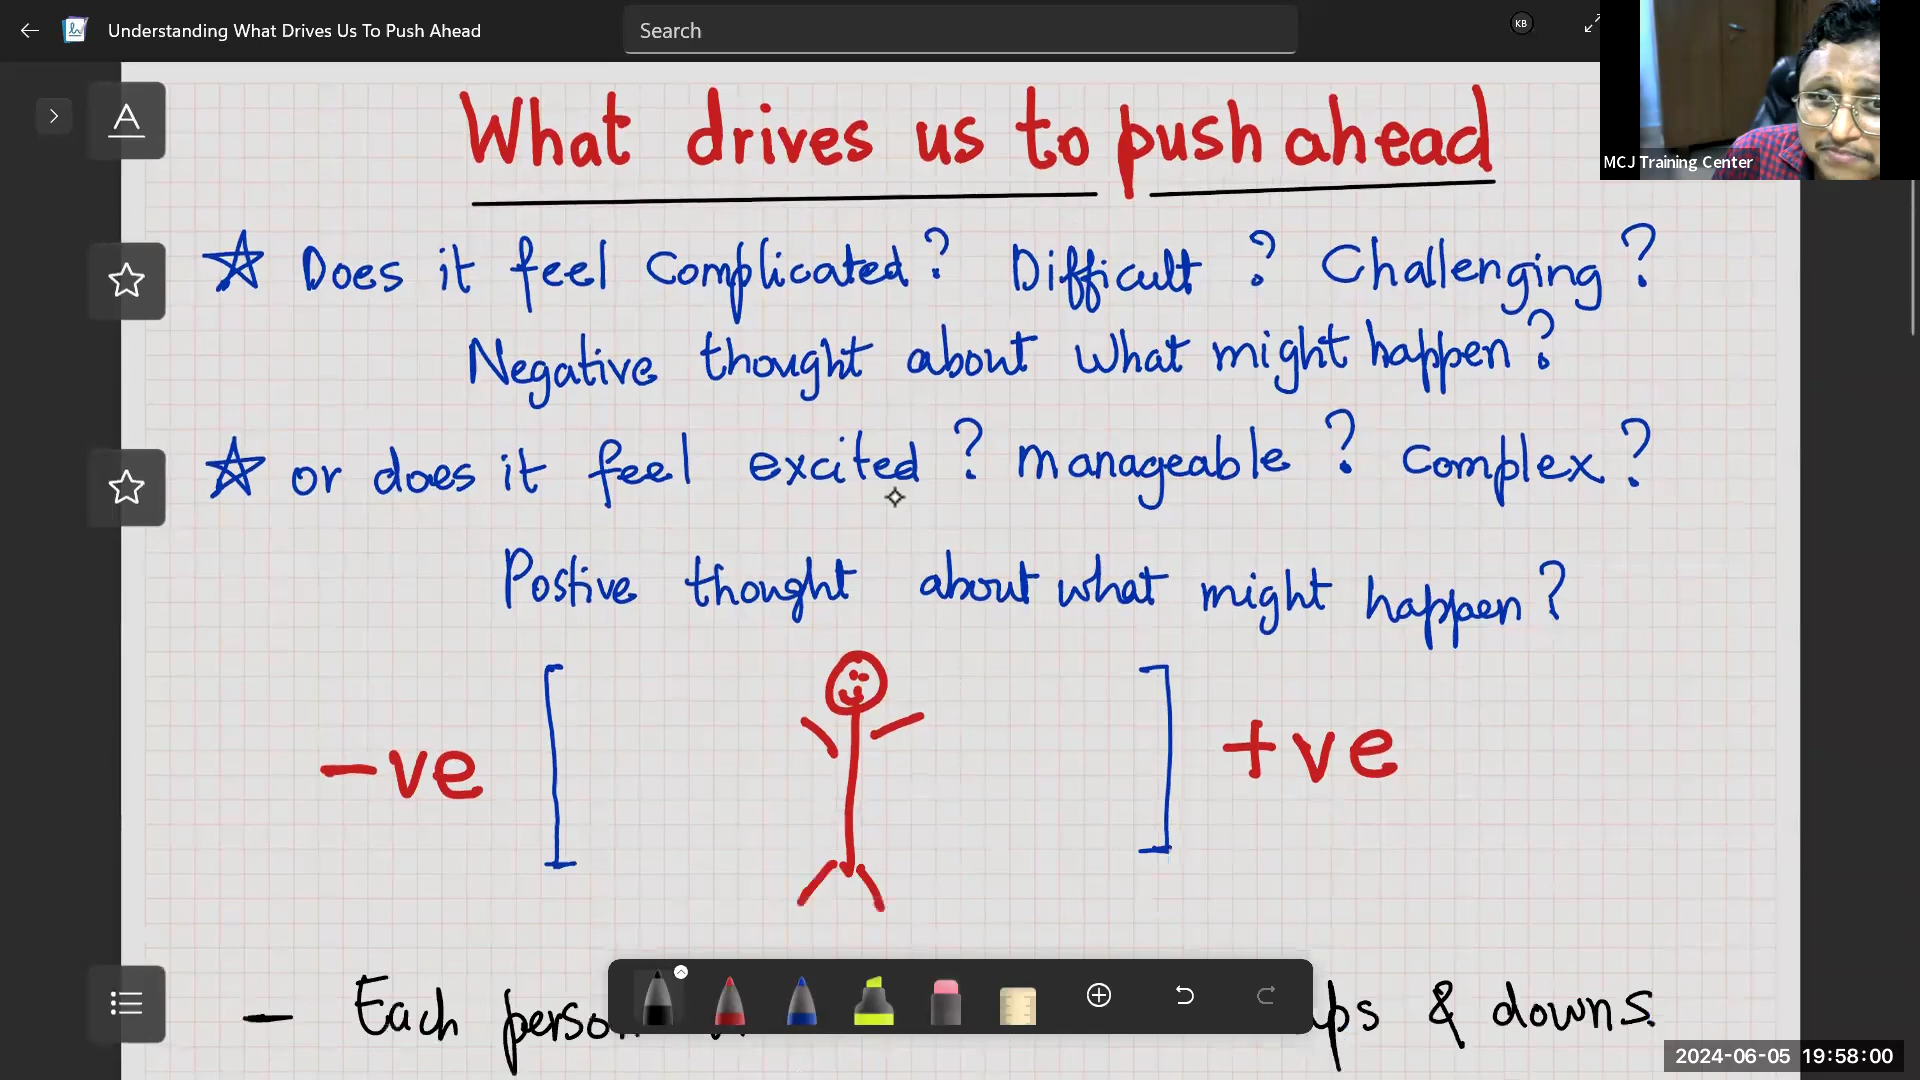 Understanding What Drives Us To Push Ahead
Search
KB
MCJ Training Center
What drives us to push ahead
Does it feel Complicated? Difficult? Challenging?
Negative thought about what might happen?
or does it feel excited? manageable? Complex?
Postive thought about what might happen?
-ve
+ve
- Each person
ups & downs.
2024-06-05 19:58:00